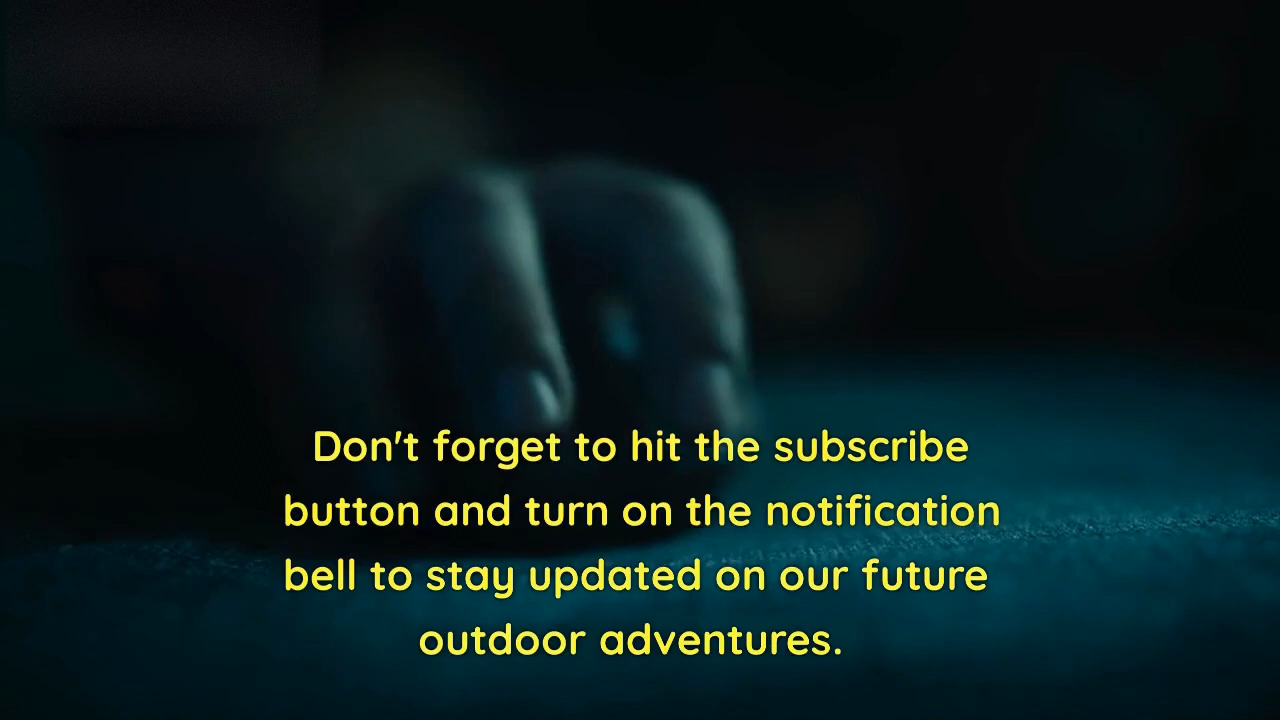 Don't forget to hit the subscribe
button and turn on the notification
bell to stay updated on our future
outdoor adventures.